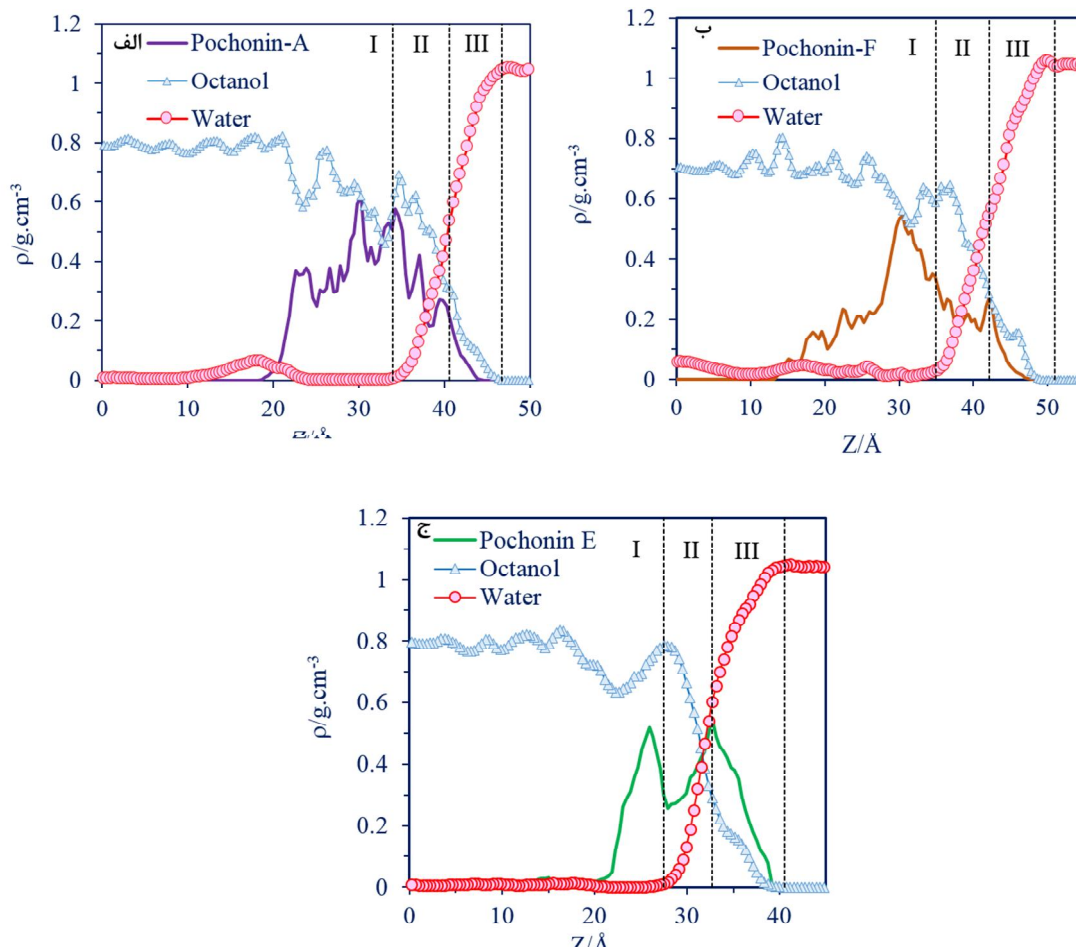 الف
Pochonin-A
Octanol
Water
I II III
ρ/g.cm⁻³
1.2
1
0.8
0.6
0.4
0.2
0
0 10 20 30 40 50
Z/Å
ب
Pochonin-F
Octanol
Water
I II III
ρ/g.cm⁻³
1.2
1
0.8
0.6
0.4
0.2
0
0 10 20 30 40 50
Z/Å
ج
Pochonin E
Octanol
Water
I II III
ρ/g.cm⁻³
1.2
1
0.8
0.6
0.4
0.2
0
0 10 20 30 40
Z/Å